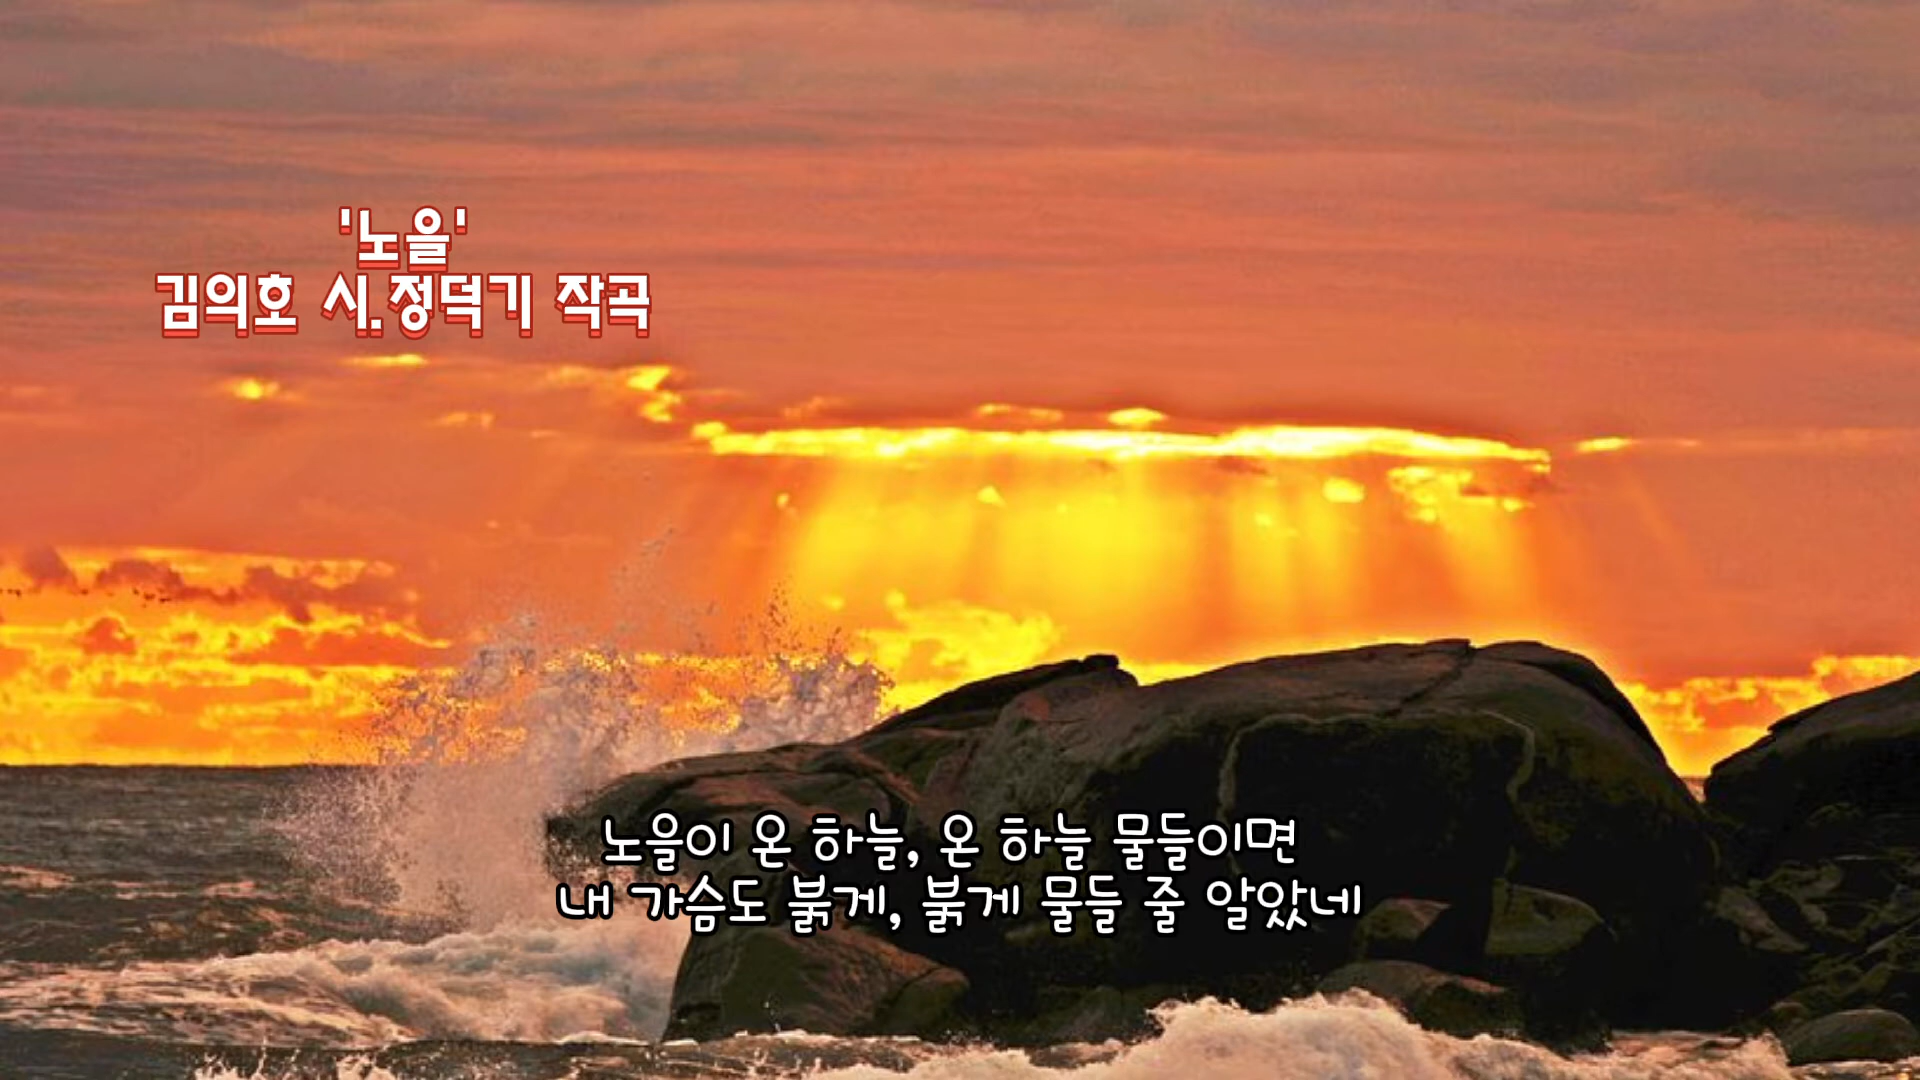 '노을'
김의호 시.정덕기 작곡
노을이 온 하늘, 온 하늘 물들이면
내 가슴도 붉게, 붉게 물들 줄 알았네